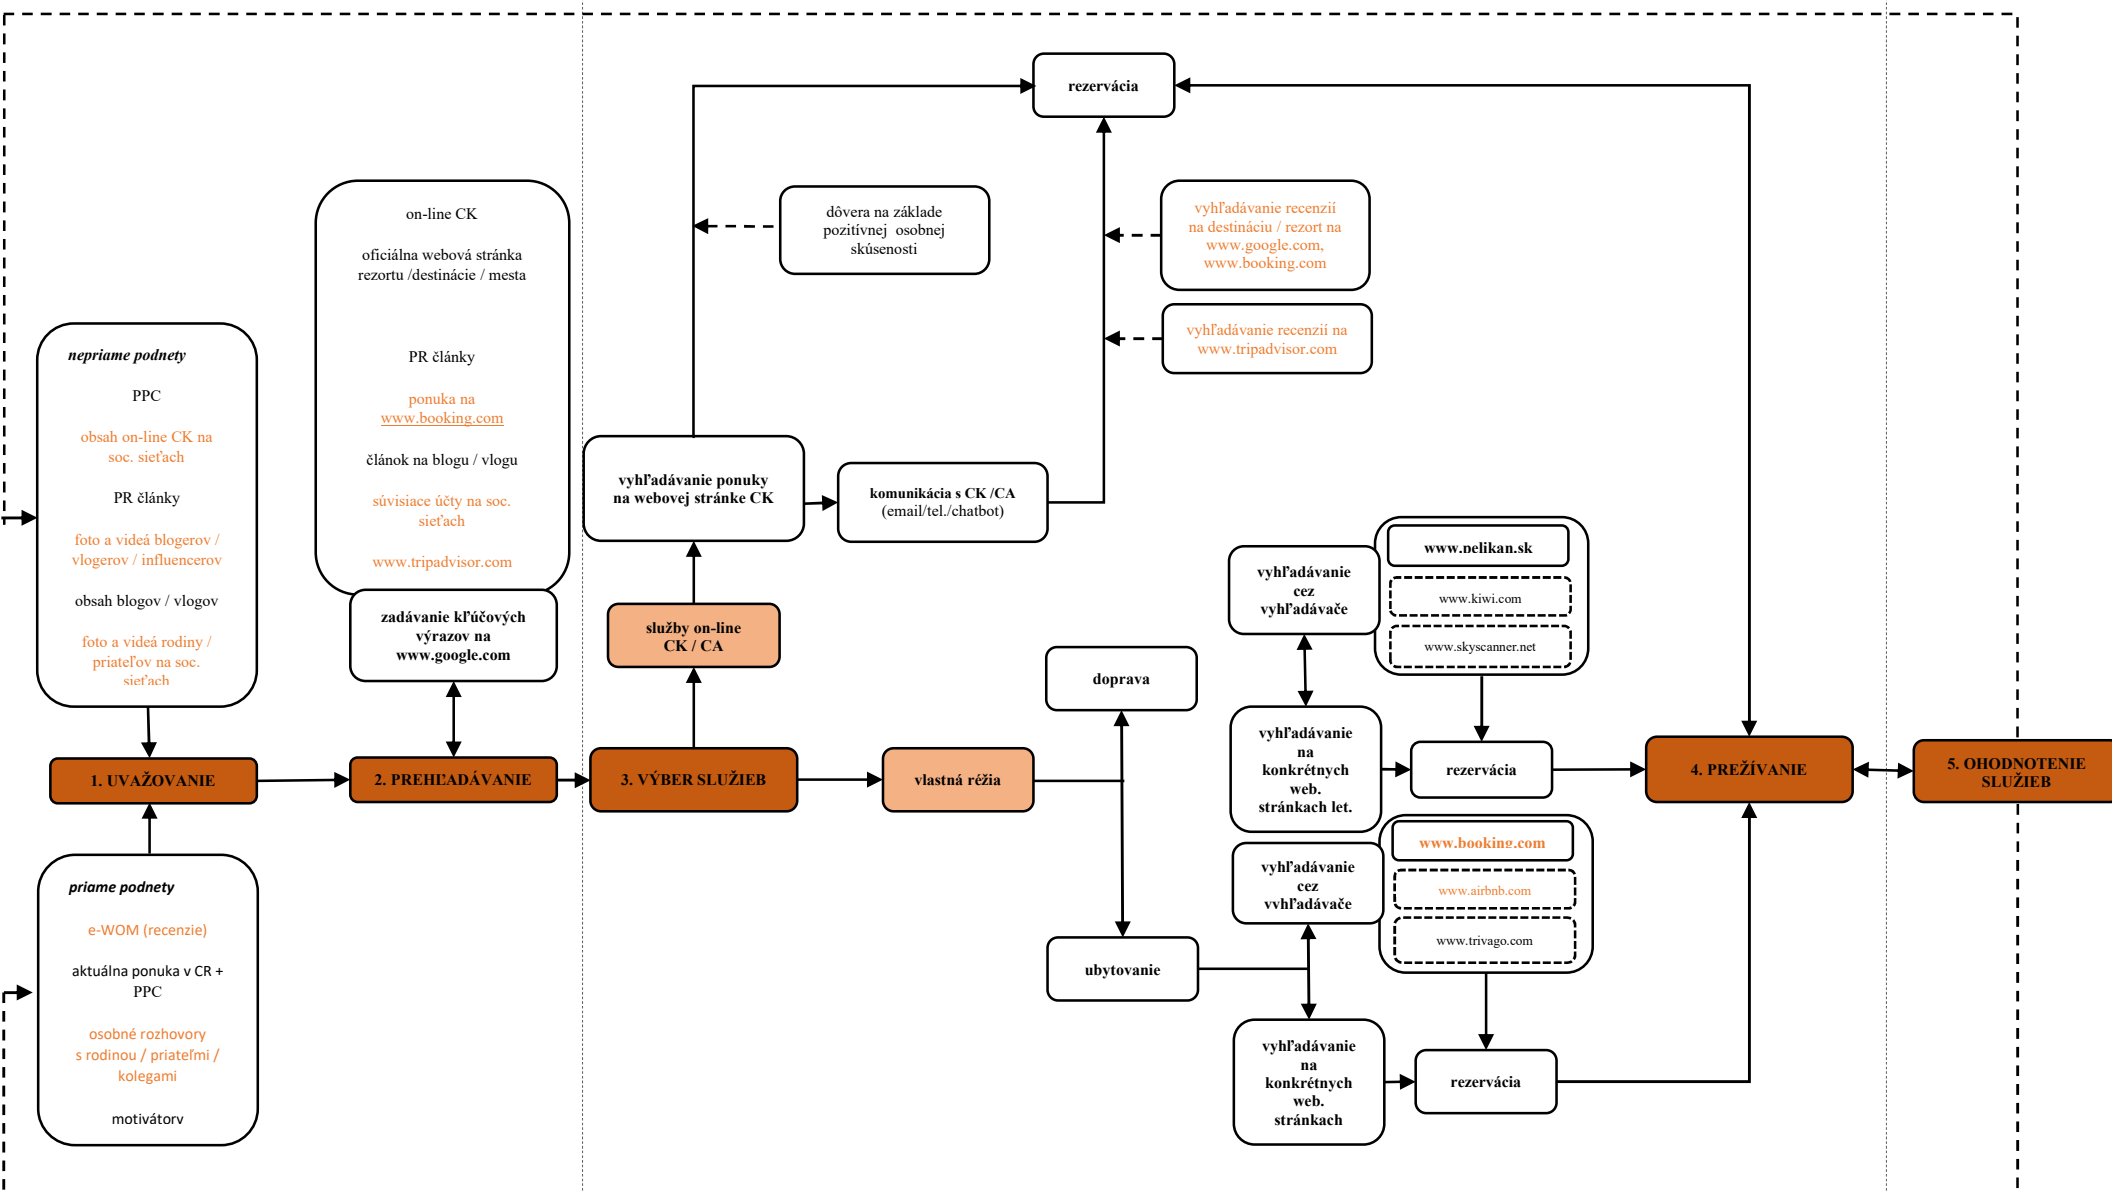 rezervácia
on-line CK
oficiálna webová stránka
rezortu /destinácie / mesta
PR články
ponuka na
www.booking.com
článok na blogu / vlogu
súvisiace účty na soc.
sieťach
www.tripadvisor.com
dôvera na základe
pozitívnej osobnej
skúsenosti
vyhľadávanie recenzií
na destináciu / rezort na
www.google.com,
www.booking.com
vyhľadávanie recenzií na
www.tripadvisor.com
nepriame podnety
PPC
obsah on-line CK na
soc. sieťach
PR články
foto a videá blogerov /
vlogerov / influencerov
obsah blogov / vlogov
foto a videá rodiny /
priateľov na soc.
sieťach
zadávanie kľúčových
výrazov na
www.google.com
vyhľadávanie ponuky
na webovej stránke CK
komunikácia s CK /CA
(email/tel./chatbot)
služby on-line
CK / CA
vyhľadávanie
cez
vyhľadávače
www.pelikan.sk
www.kiwi.com
www.skyscanner.net
doprava
vyhľadávanie
na
konkrétnych
web.
stránkach let.
rezervácia
1. UVAŽOVANIE
2. PREHĽADÁVANIE
3. VÝBER SLUŽIEB
vlastná réžia
4. PREŽÍVANIE
5. OHODNOTENIE
SLUŽIEB
priame podnety
e-WOM (recenzie)
aktuálna ponuka v CR +
PPC
osobné rozhovory
s rodinou / priateľmi /
kolegami
motivátory
ubytovanie
vyhľadávanie
cez
vyhľadávače
www.booking.com
www.airbnb.com
www.trivago.com
vyhľadávanie
na
konkrétnych
web.
stránkach
rezervácia